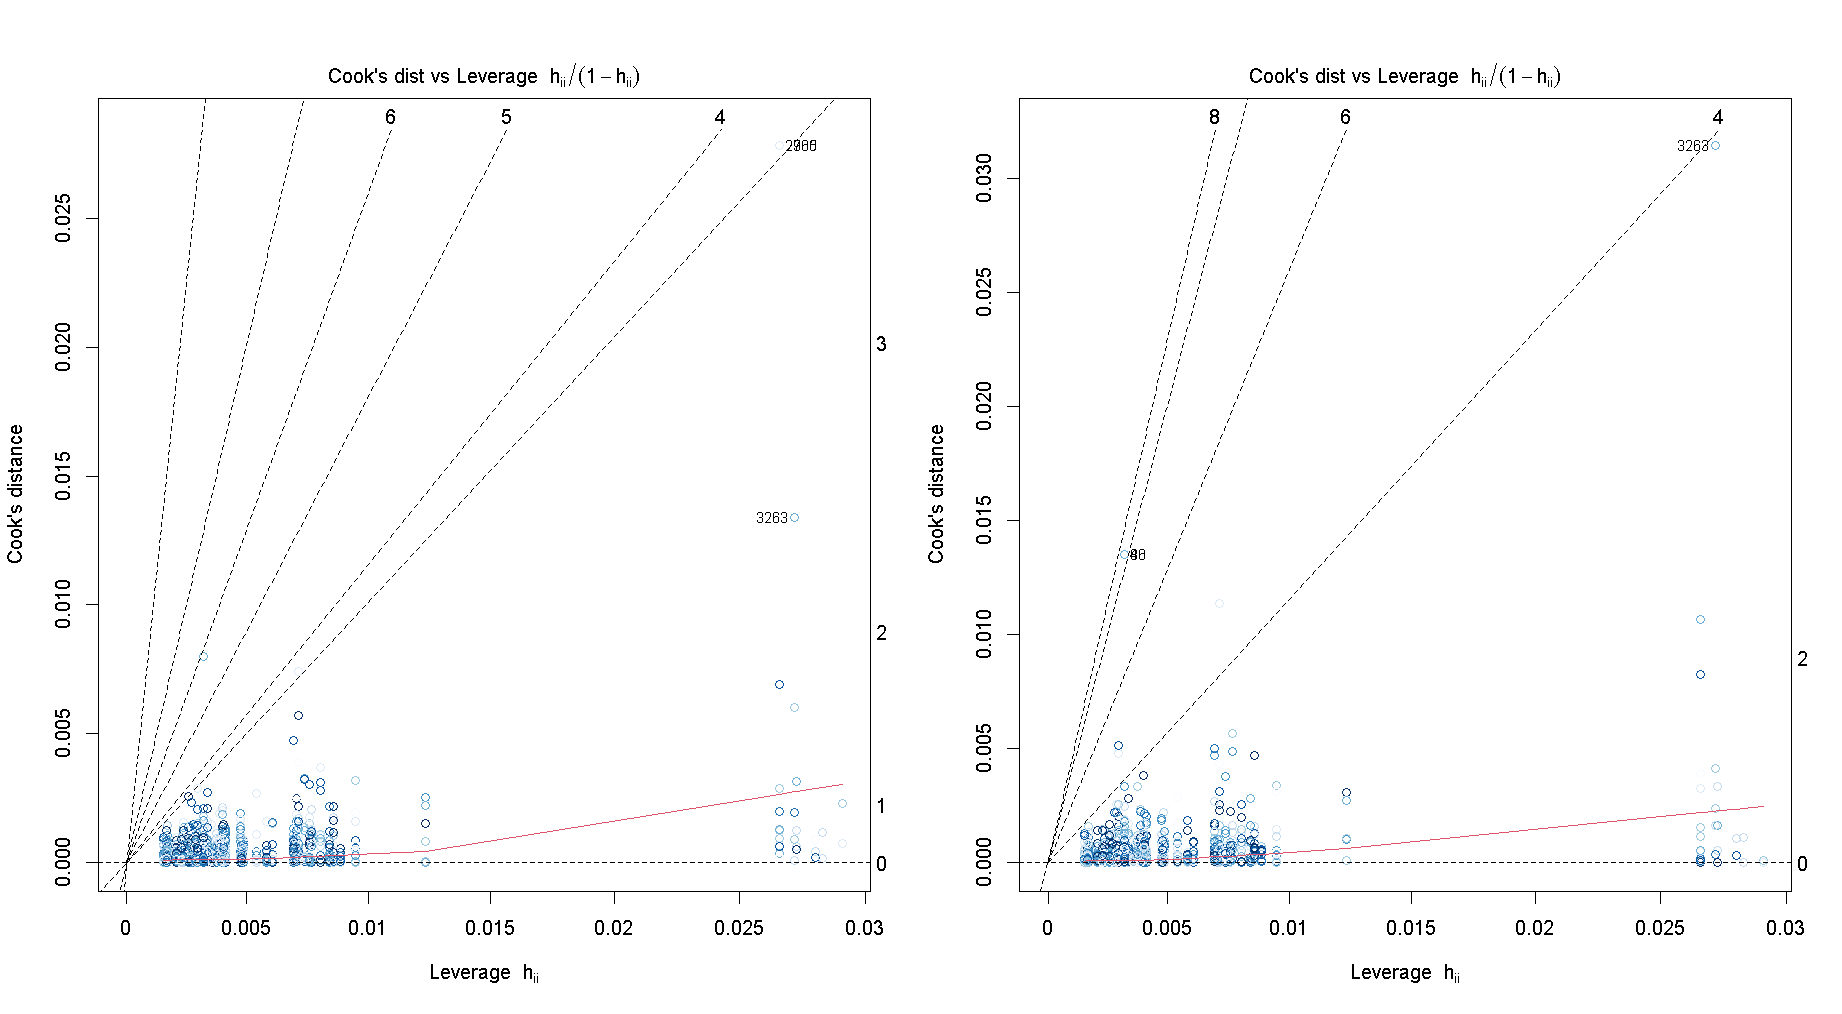 Cook's dist vs Leverage hii/(1−hii)
6 5 4
3
2
1
0
3263
Cook's distance
0.000 0.005 0.010 0.015 0.020 0.025
0 0.005 0.01 0.015 0.02 0.025 0.03
Leverage hii
Cook's dist vs Leverage hii/(1−hii)
8 6 4
3263
2
0
Cook's distance
0.000 0.005 0.010 0.015 0.020 0.025 0.030
0 0.005 0.01 0.015 0.02 0.025 0.03
Leverage hii